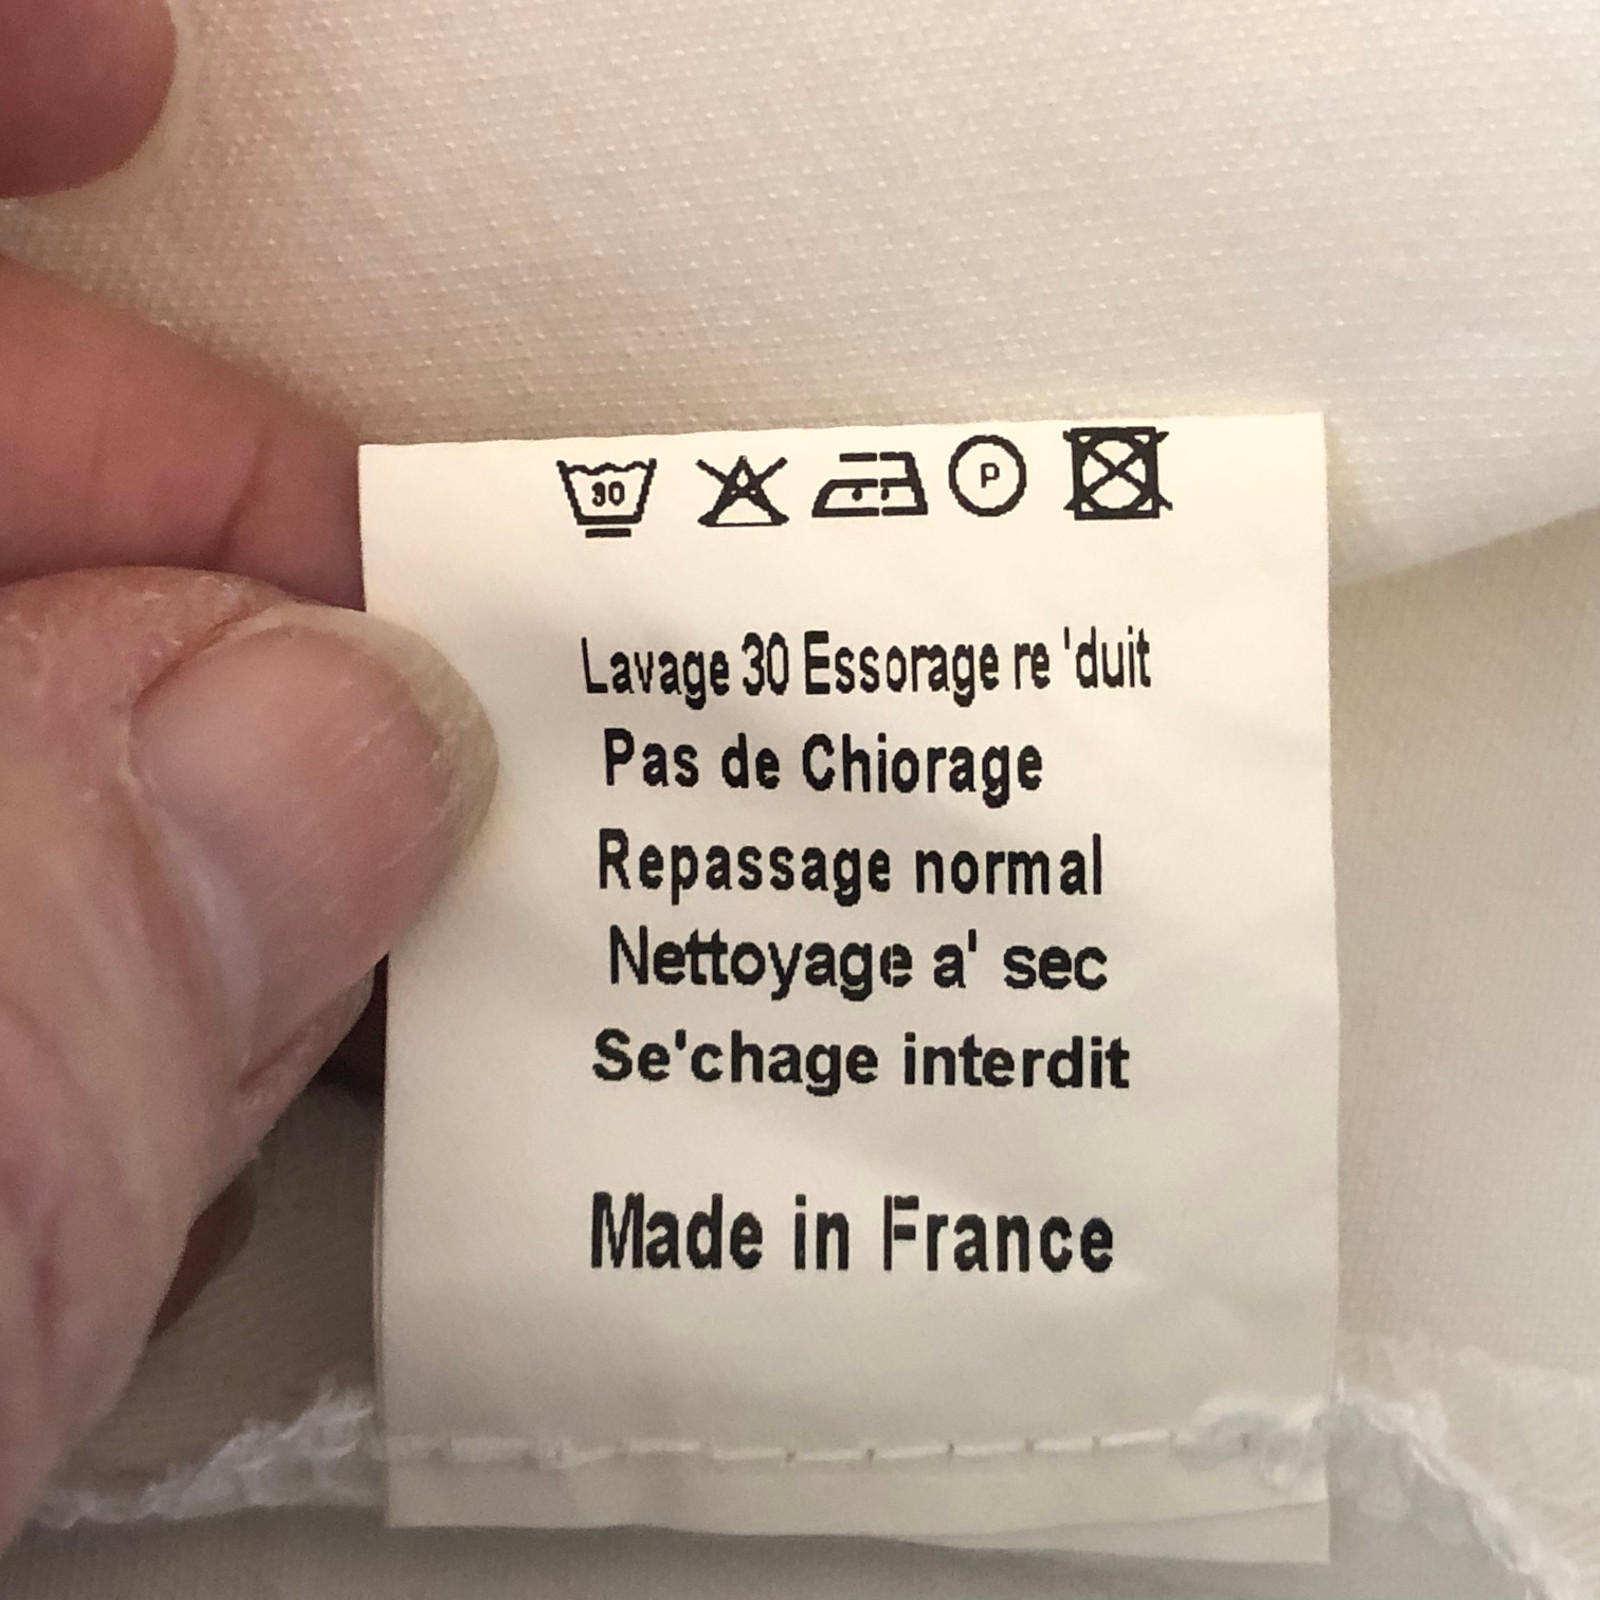 30
P
Lavage 30 Essorage re 'duit
Pas de Chiorage
Repassage normal
Nettoyage a' sec
Se'chage interdit
Made in France